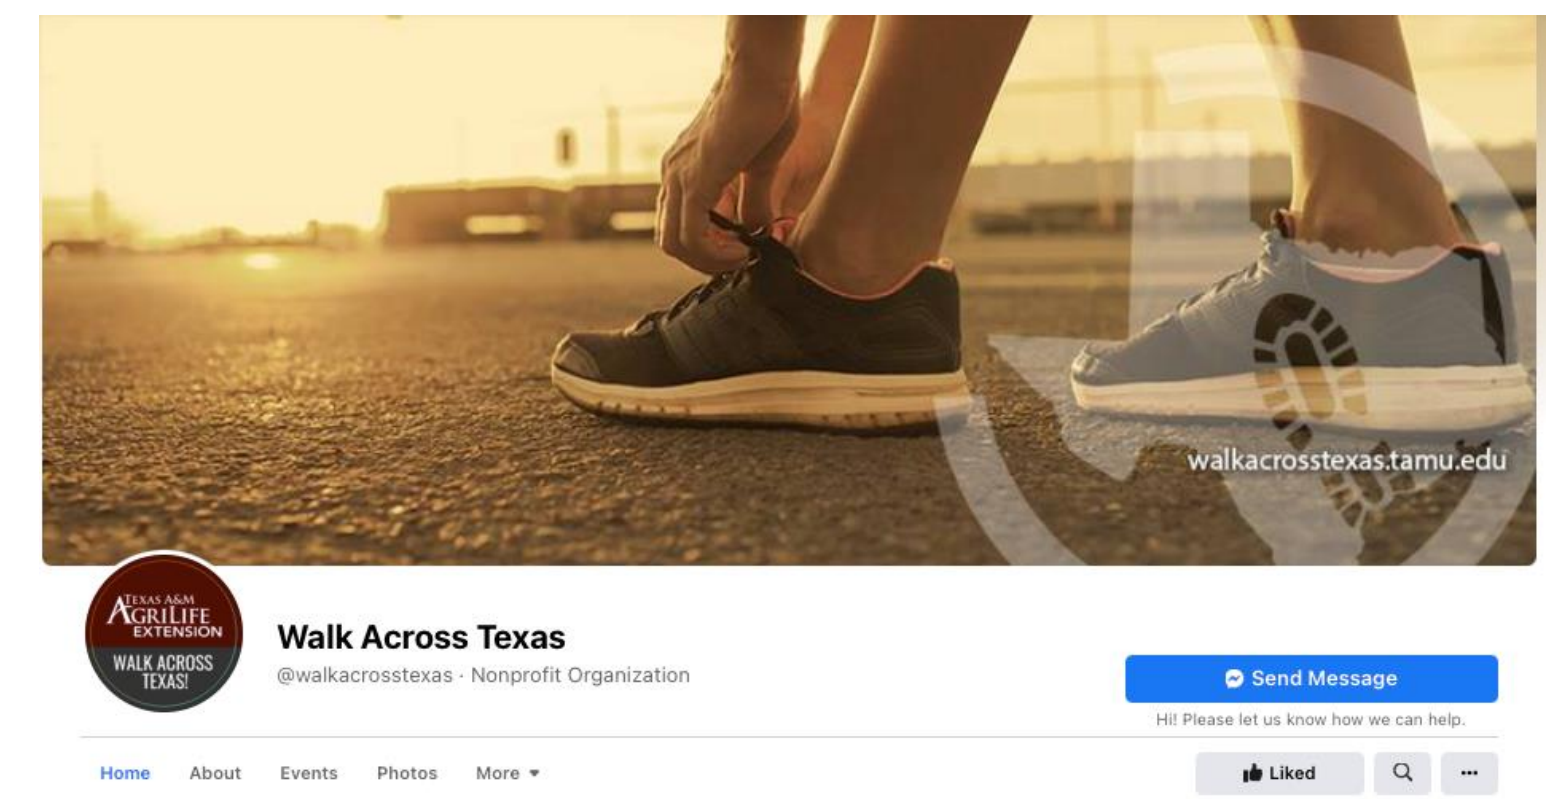 walkacrosstexas.tamu.edu
TEXAS A&M
AGRILIFE
EXTENSION
WALK ACROSS
TEXAS!
Walk Across Texas
@walkacrosstexas · Nonprofit Organization
Send Message
Hi! Please let us know how we can help.
Home About Events Photos More
Liked